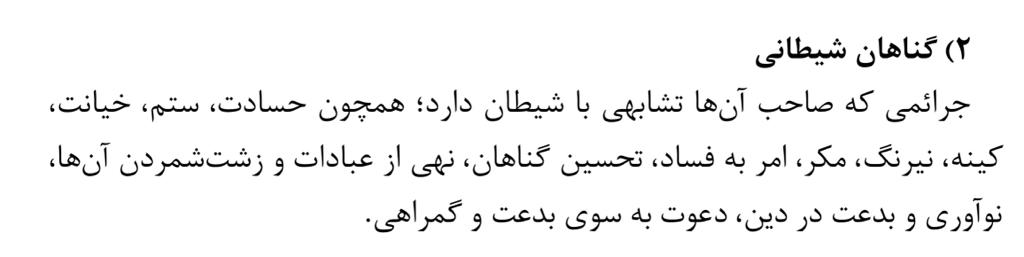 ۲) گناهان شیطانی
جرائمی که صاحب آن‌ها تشابهی با شیطان دارد؛ همچون حسادت، ستم، خیانت،
کینه، نیرنگ، مکر، امر به فساد، تحسین گناهان، نهی از عبادات و زشت‌شمردن آن‌ها،
نوآوری و بدعت در دین، دعوت به سوی بدعت و گمراهی.